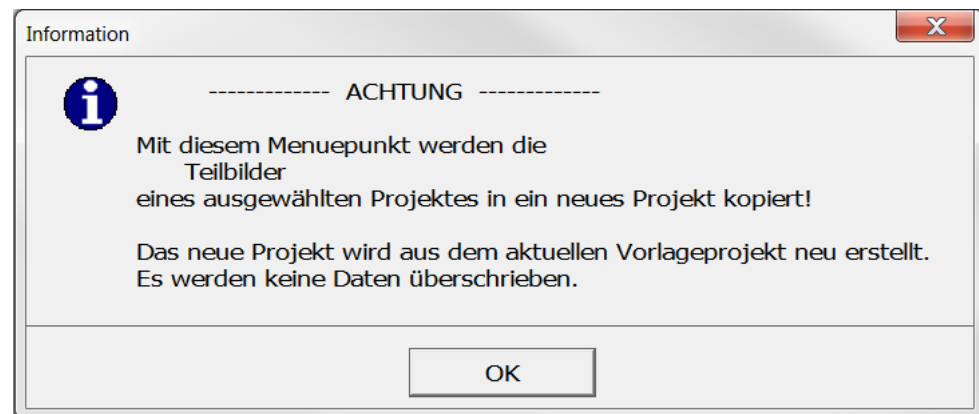 Information
------------- ACHTUNG -------------
Mit diesem Menuepunkt werden die
Teilbilder
eines ausgewählten Projektes in ein neues Projekt kopiert!
Das neue Projekt wird aus dem aktuellen Vorlageprojekt neu erstellt.
Es werden keine Daten überschrieben.
OK